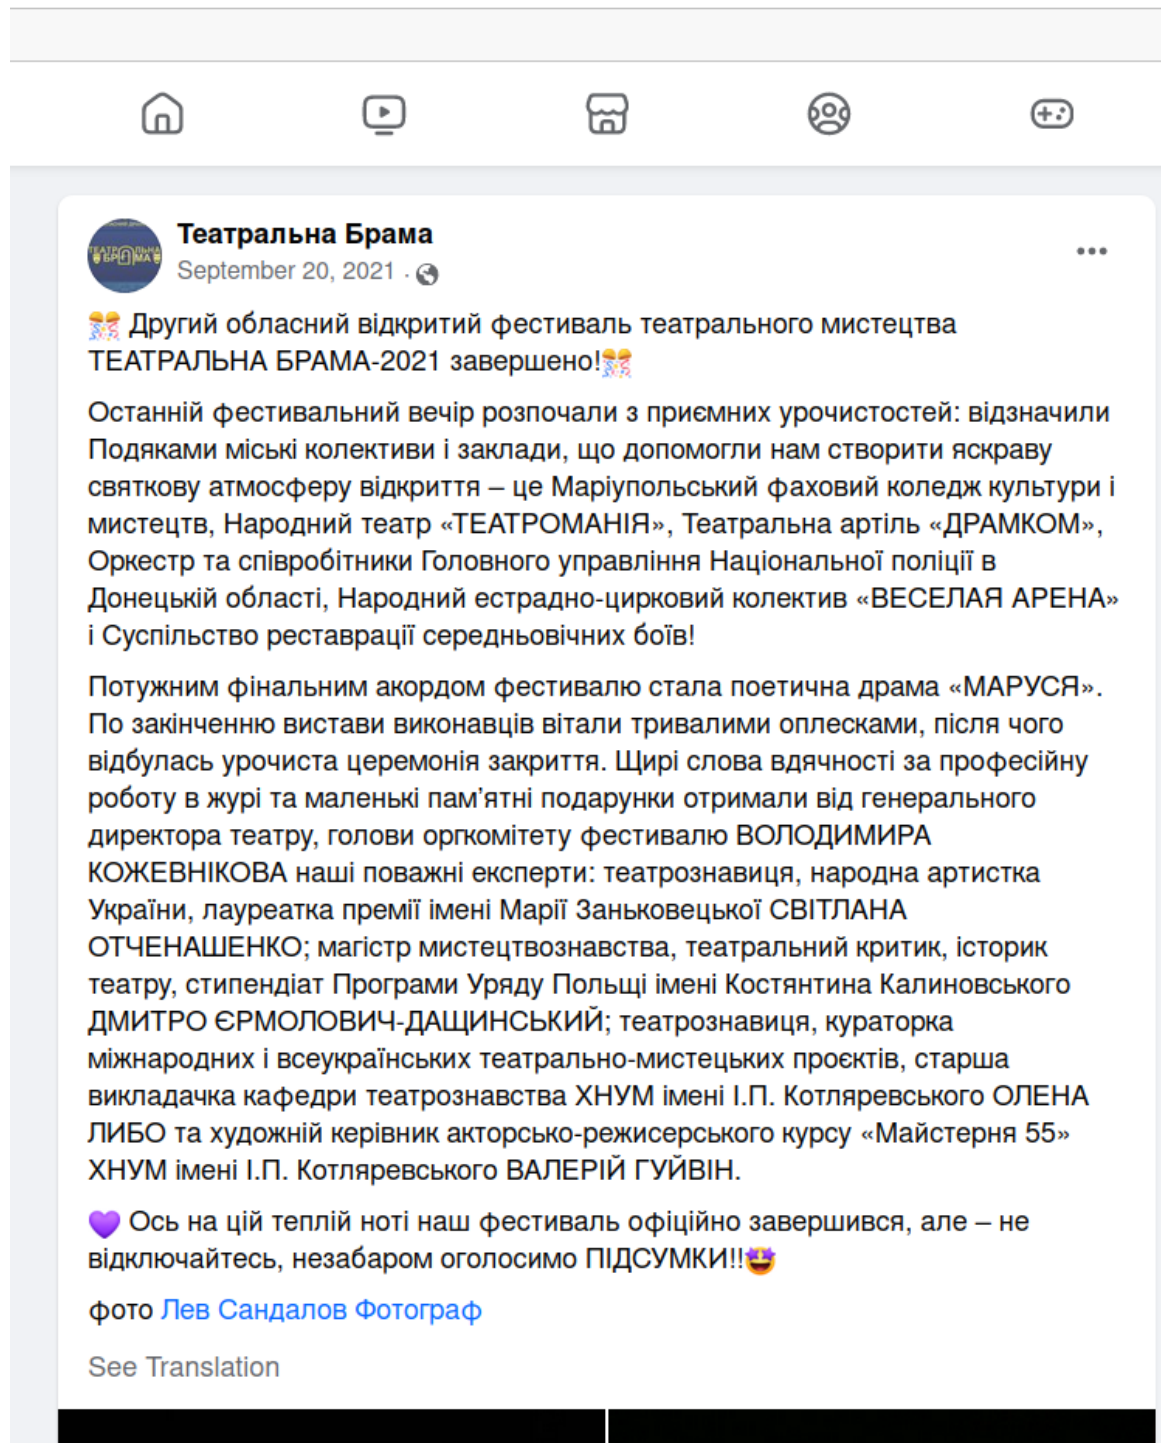 Театральна Брама
September 20, 2021 ·
🎊 Другий обласний відкритий фестиваль театрального мистецтва
ТЕАТРАЛЬНА БРАМА-2021 завершено!🎊
Останній фестивальний вечір розпочали з приємних урочистостей: відзначили
Подяками міські колективи і заклади, що допомогли нам створити яскраву
святкову атмосферу відкриття – це Маріупольський фаховий коледж культури і
мистецтв, Народний театр «ТЕАТРОМАНІЯ», Театральна артіль «ДРАМКОМ»,
Оркестр та співробітники Головного управління Національної поліції в
Донецькій області, Народний естрадно-цирковий колектив «ВЕСЕЛАЯ АРЕНА»
і Суспільство реставрації середньовічних боїв!
Потужним фінальним акордом фестивалю стала поетична драма «МАРУСЯ».
По закінченню вистави виконавців вітали тривалими оплесками, після чого
відбулась урочиста церемонія закриття. Щирі слова вдячності за професійну
роботу в журі та маленькі пам’ятні подарунки отримали від генерального
директора театру, голови оргкомітету фестивалю ВОЛОДИМИРА
КОЖЕВНІКОВА наші поважні експерти: театрознавиця, народна артистка
України, лауреатка премії імені Марії Заньковецької СВІТЛАНА
ОТЧЕНАШЕНКО; магістр мистецтвознавства, театральний критик, історик
театру, стипендіат Програми Уряду Польщі імені Костянтина Калиновського
ДМИТРО ЄРМОЛОВИЧ-ДАЩИНСЬКИЙ; театрознавиця, кураторка
міжнародних і всеукраїнських театрально-мистецьких проєктів, старша
викладачка кафедри театрознавства ХНУМ імені І.П. Котляревського ОЛЕНА
ЛИБО та художній керівник акторсько-режисерського курсу «Майстерня 55»
ХНУМ імені І.П. Котляревського ВАЛЕРІЙ ГУЙВІН.
💜 Ось на цій теплій ноті наш фестиваль офіційно завершився, але – не
відключайтесь, незабаром оголосимо ПІДСУМКИ!!🤩
фото Лев Сандалов Фотограф
See Translation